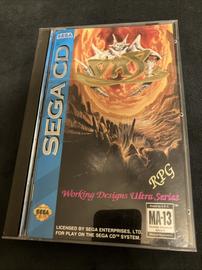 SEGA
SEGA CD
VAY
RPG
Working Designs Ultra Series
MA-13
SEGA
LICENSED BY SEGA ENTERPRISES, LTD.
FOR PLAY ON THE SEGA CD™ SYSTEM.